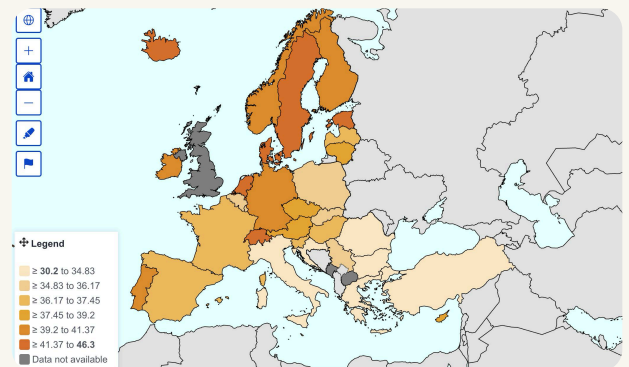 Legend
≥ 30.2 to 34.83
≥ 34.83 to 36.17
≥ 36.17 to 37.45
≥ 37.45 to 39.2
≥ 39.2 to 41.37
≥ 41.37 to 46.3
Data not available